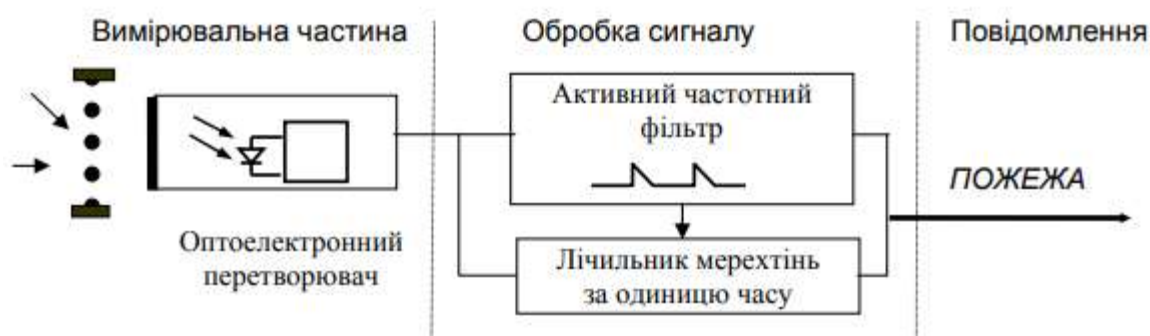 Вимірювальна частина
Обробка сигналу
Повідомлення
Активний частотний
фільтр
ПОЖЕЖА
Оптоелектронний
перетворювач
Лічильник мерехтінь
за одиницю часу